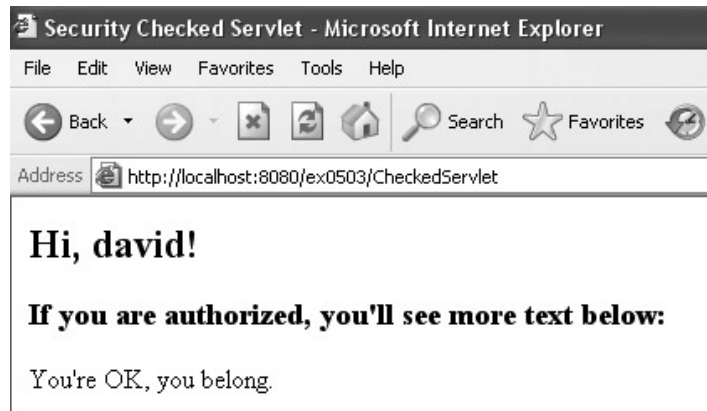 Security Checked Servlet - Microsoft Internet Explorer
File Edit View Favorites Tools Help
Back Search Favorites
Address http://localhost:8080/ex0503/CheckedServlet
Hi, david!
If you are authorized, you'll see more text below:
You're OK, you belong.